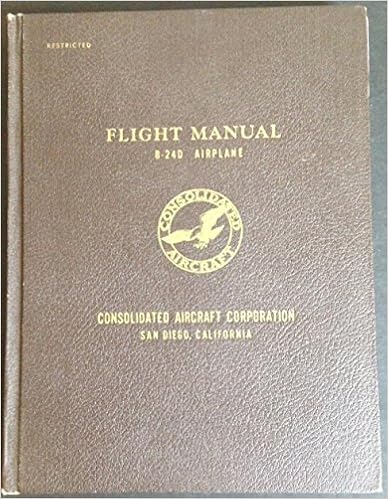 RESTRICTED
FLIGHT MANUAL
B-24D AIRPLANE
CONSOLIDATED
AIRCRAFT
CONSOLIDATED AIRCRAFT CORPORATION
SAN DIEGO, CALIFORNIA